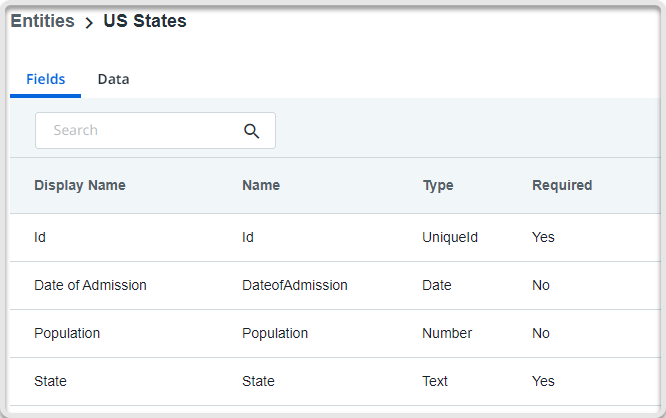 Entities > US States
Fields Data
Search
Display Name Name Type Required
Id Id UniqueId Yes
Date of Admission DateofAdmission Date No
Population Population Number No
State State Text Yes